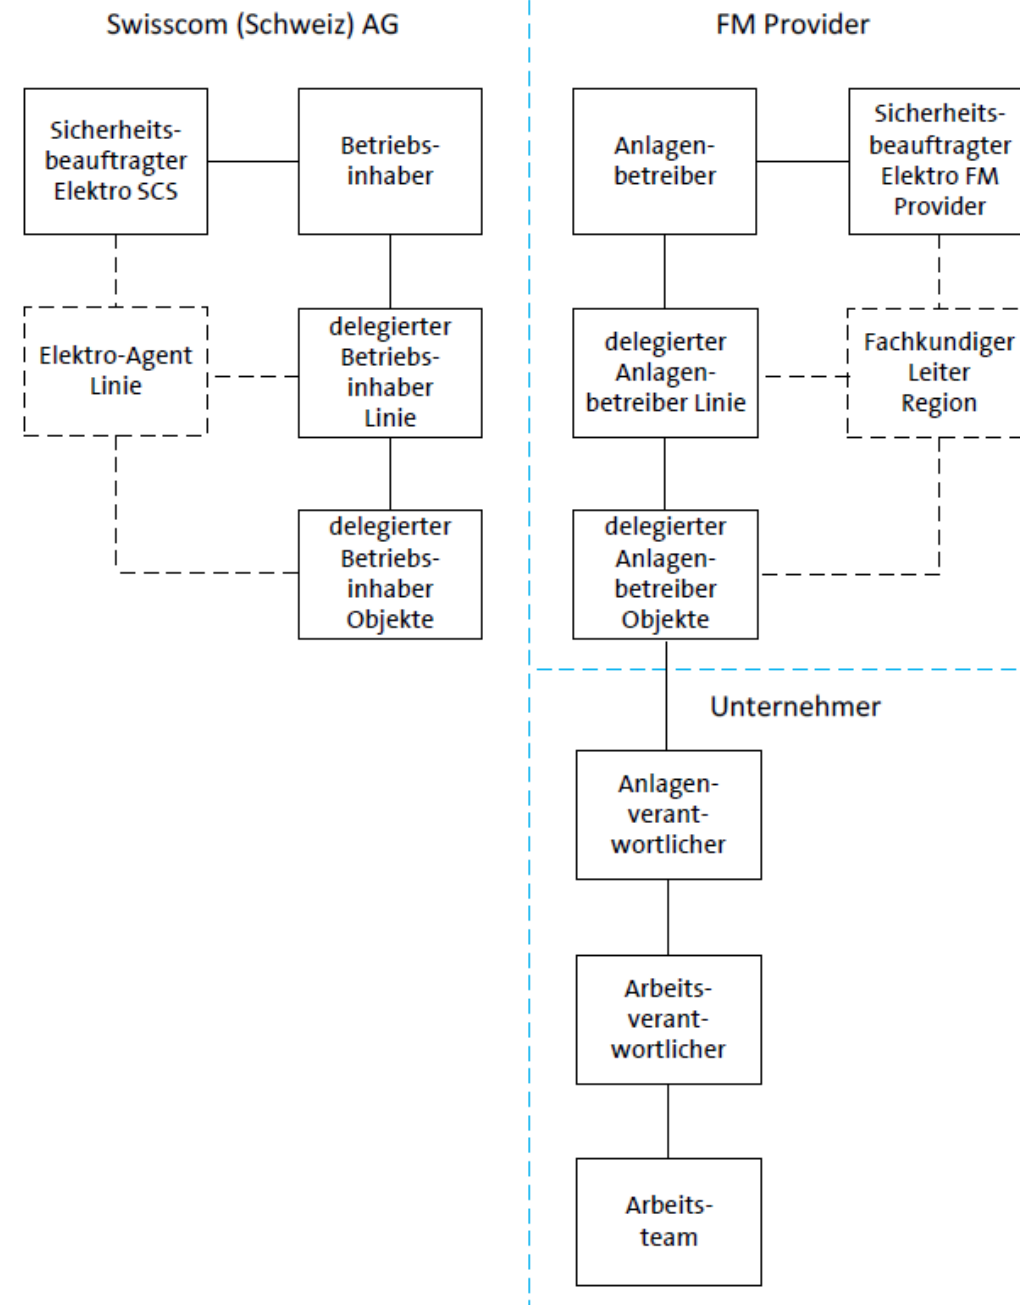 Swisscom (Schweiz) AG
FM Provider
Sicherheits-
beauftragter
Elektro SCS
Betriebs-
inhaber
Anlagen-
betreiber
Sicherheits-
beauftragter
Elektro FM
Provider
Elektro-Agent
Linie
delegierter
Betriebs-
inhaber
Linie
delegierter
Anlagen-
betreiber Linie
Fachkundiger
Leiter
Region
delegierter
Betriebs-
inhaber
Objekte
delegierter
Anlagen-
betreiber
Objekte
Unternehmer
Anlagen-
verant-
wortlicher
Arbeits-
verant-
wortlicher
Arbeits-
team